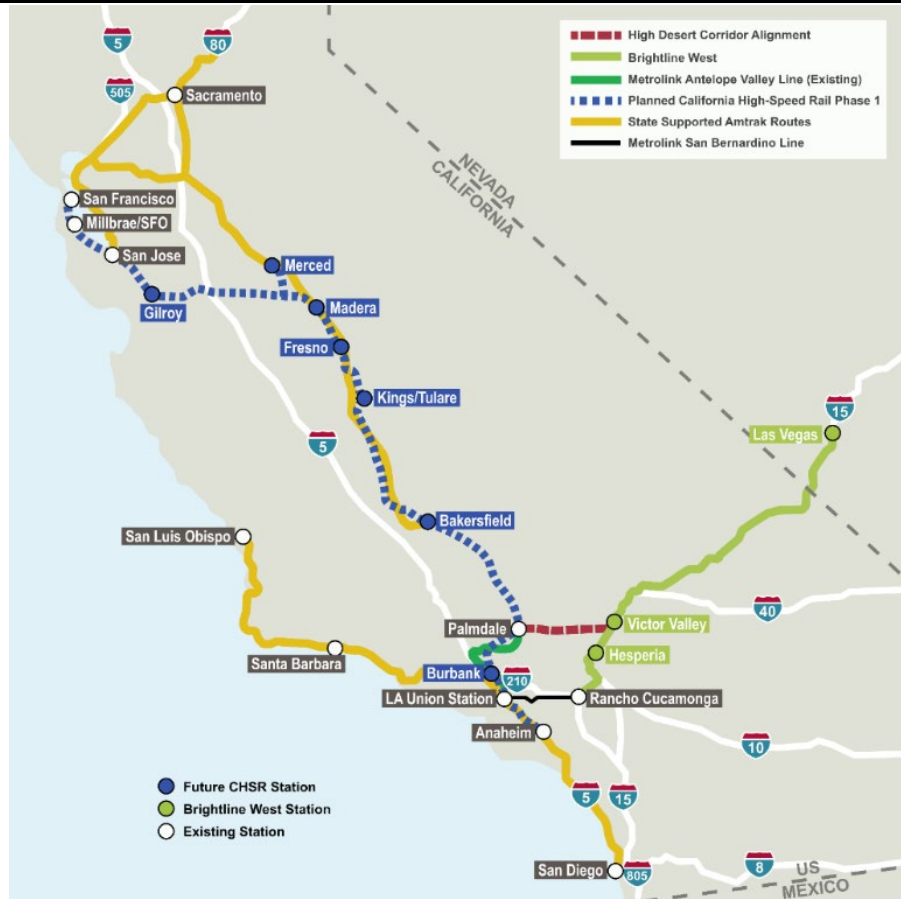 High Desert Corridor Alignment
Brightline West
Metrolink Antelope Valley Line (Existing)
Planned California High-Speed Rail Phase 1
State Supported Amtrak Routes
Metrolink San Bernardino Line
5
80
505
Sacramento
NEVADA
CALIFORNIA
San Francisco
Millbrae/SFO
San Jose
Merced
Gilroy
Madera
Fresno
Kings/Tulare
5
15
Las Vegas
Bakersfield
San Luis Obispo
40
Palmdale
Victor Valley
Santa Barbara
Hesperia
Burbank
210
LA Union Station
Rancho Cucamonga
Anaheim
10
Future CHSR Station
Brightline West Station
Existing Station
5
15
San Diego
805
8
US
MEXICO